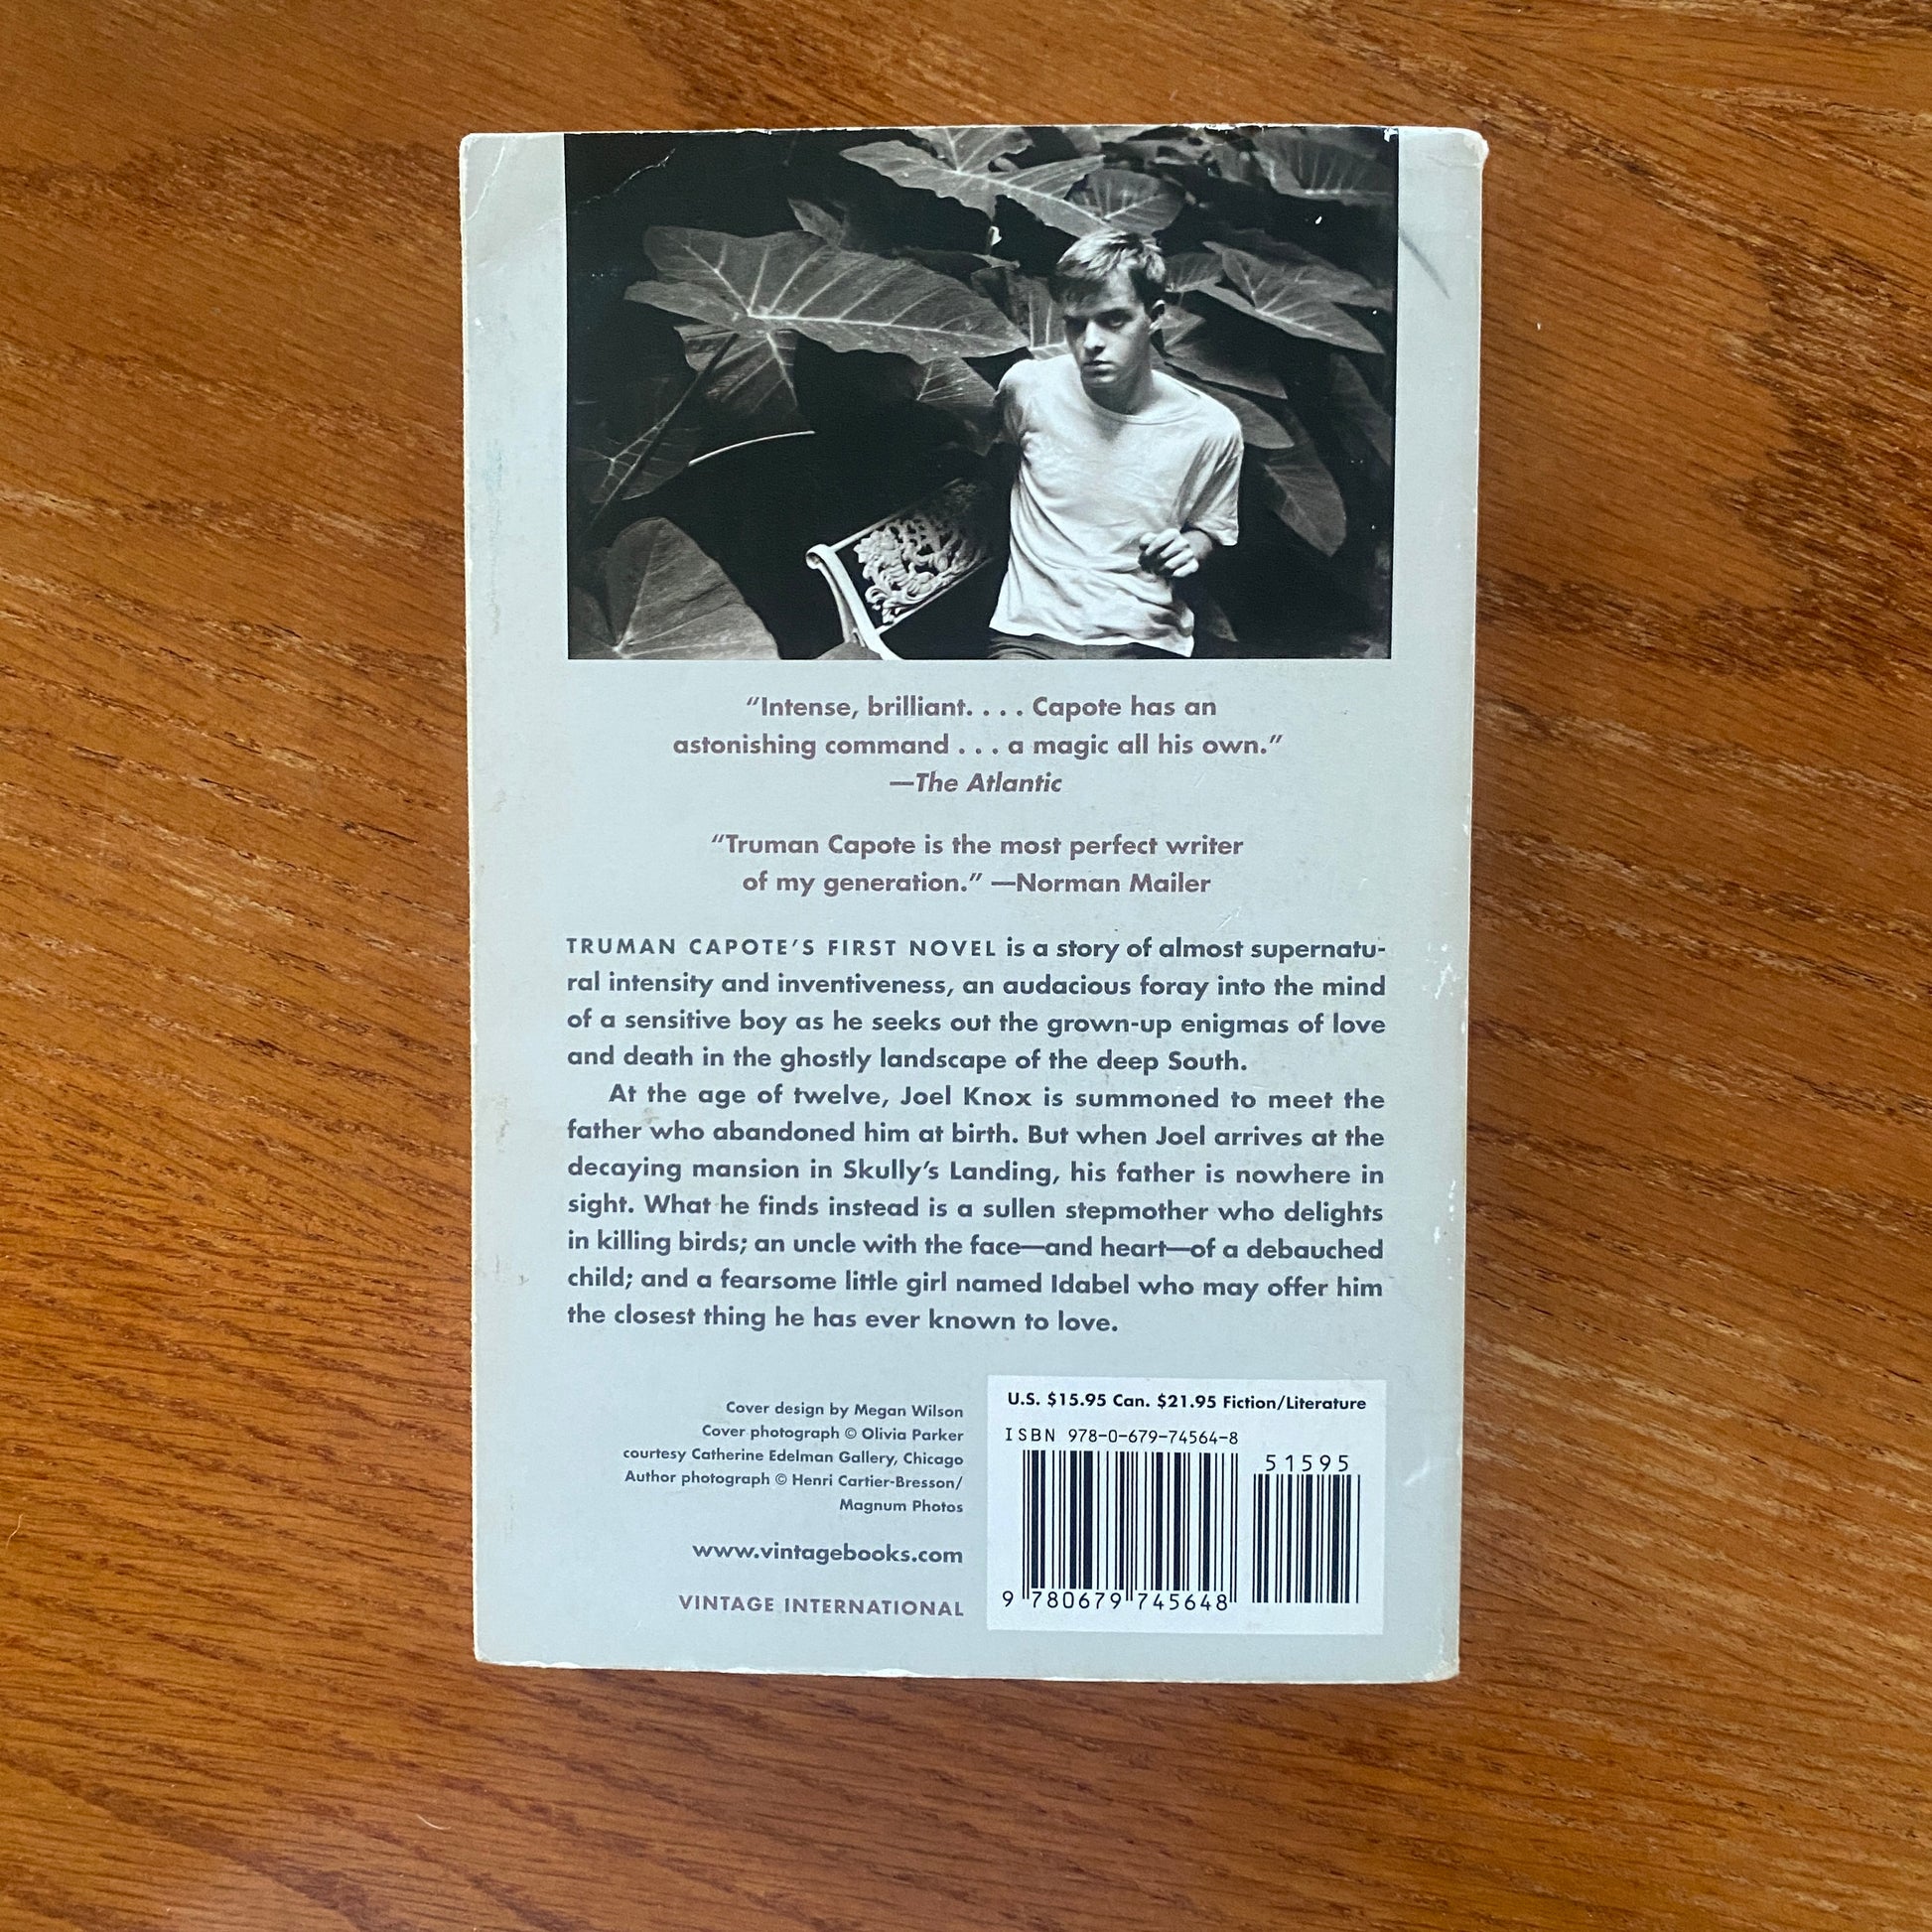 “Intense, brilliant. . . . Capote has an
astonishing command . . . a magic all his own.”
—The Atlantic
“Truman Capote is the most perfect writer
of my generation.” —Norman Mailer
TRUMAN CAPOTE’S FIRST NOVEL is a story of almost supernatu-
ral intensity and inventiveness, an audacious foray into the mind
of a sensitive boy as he seeks out the grown-up enigmas of love
and death in the ghostly landscape of the deep South.
At the age of twelve, Joel Knox is summoned to meet the
father who abandoned him at birth. But when Joel arrives at the
decaying mansion in Skully’s Landing, his father is nowhere in
sight. What he finds instead is a sullen stepmother who delights
in killing birds; an uncle with the face—and heart—of a debauched
child; and a fearsome little girl named Idabel who may offer him
the closest thing he has ever known to love.
Cover design by Megan Wilson
Cover photograph © Olivia Parker
courtesy Catherine Edelman Gallery, Chicago
Author photograph © Henri Cartier-Bresson/
Magnum Photos
www.vintagebooks.com
VINTAGE INTERNATIONAL
U.S. $15.95 Can. $21.95 Fiction/Literature
ISBN 978-0-679-74564-8
51595
9 780679 745648